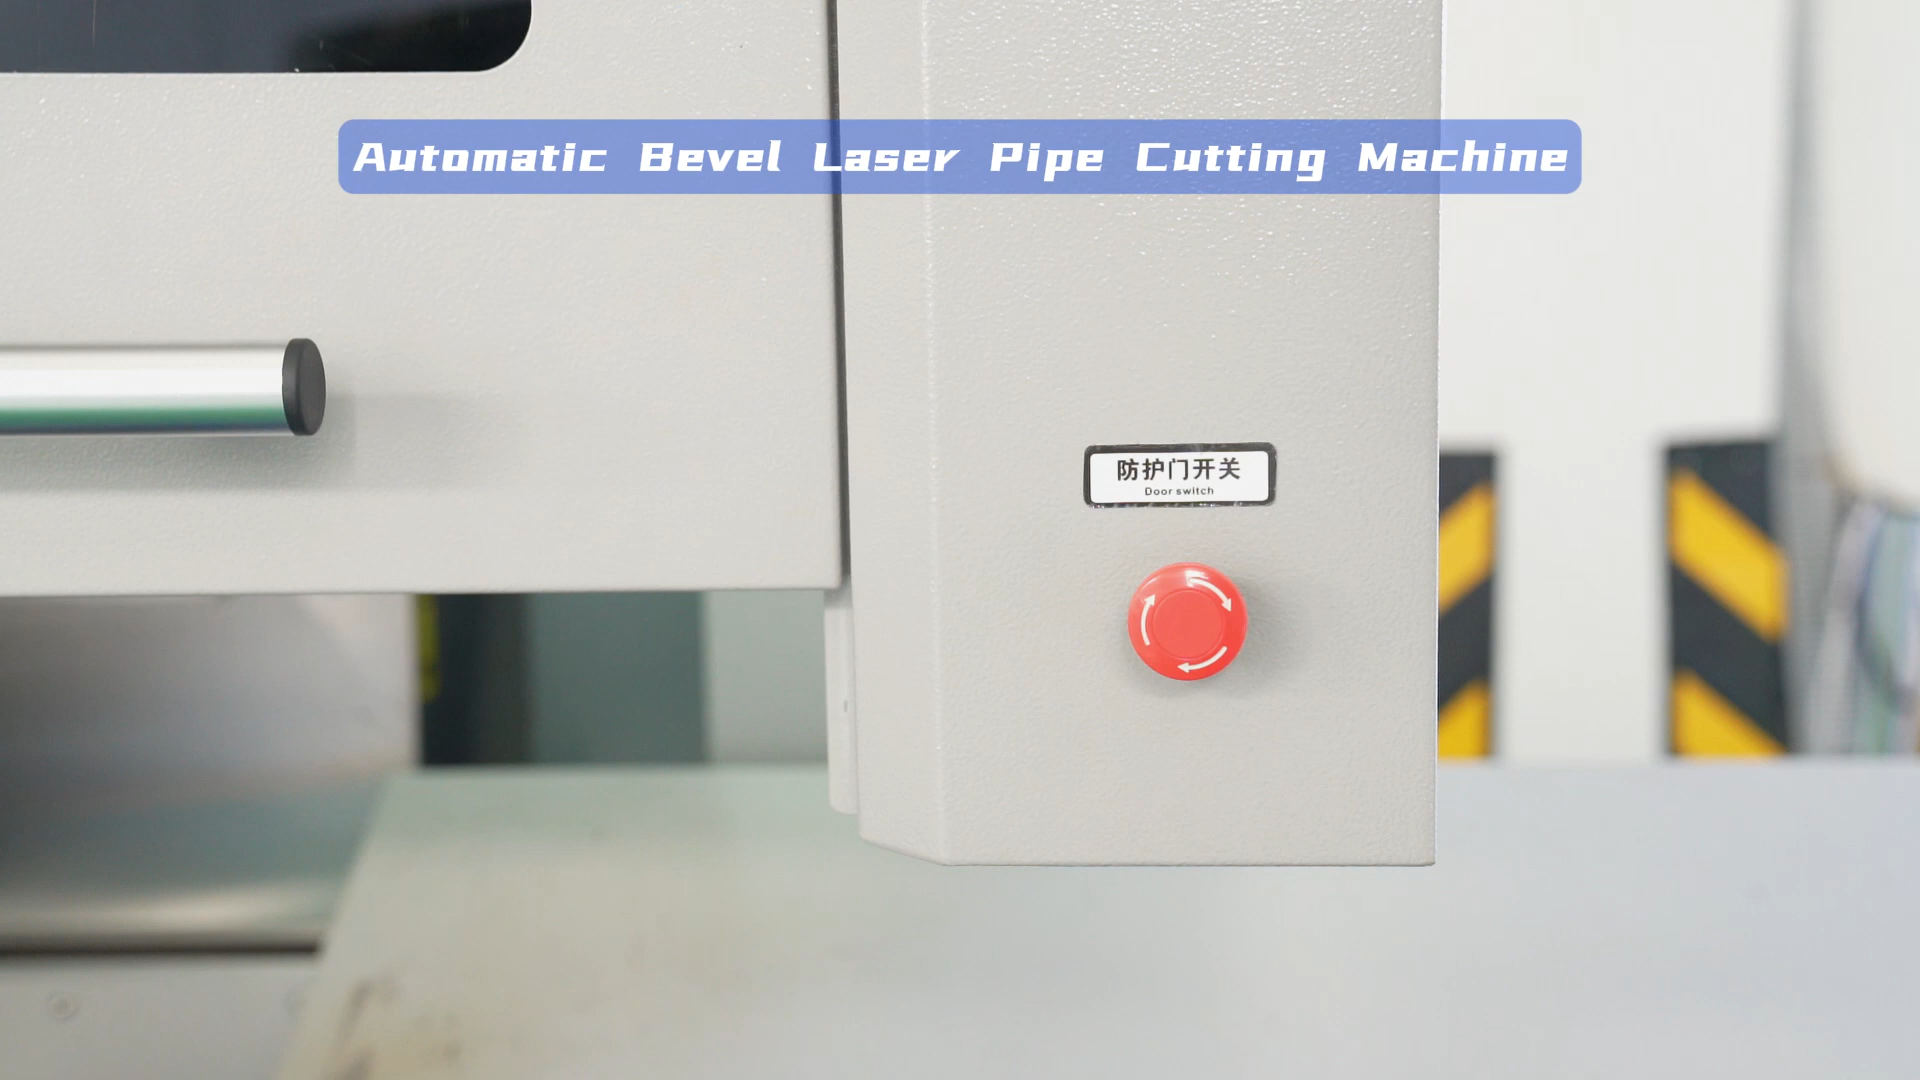 Automatic Bevel Laser Pipe Cutting Machine
防护门开关
Door switch